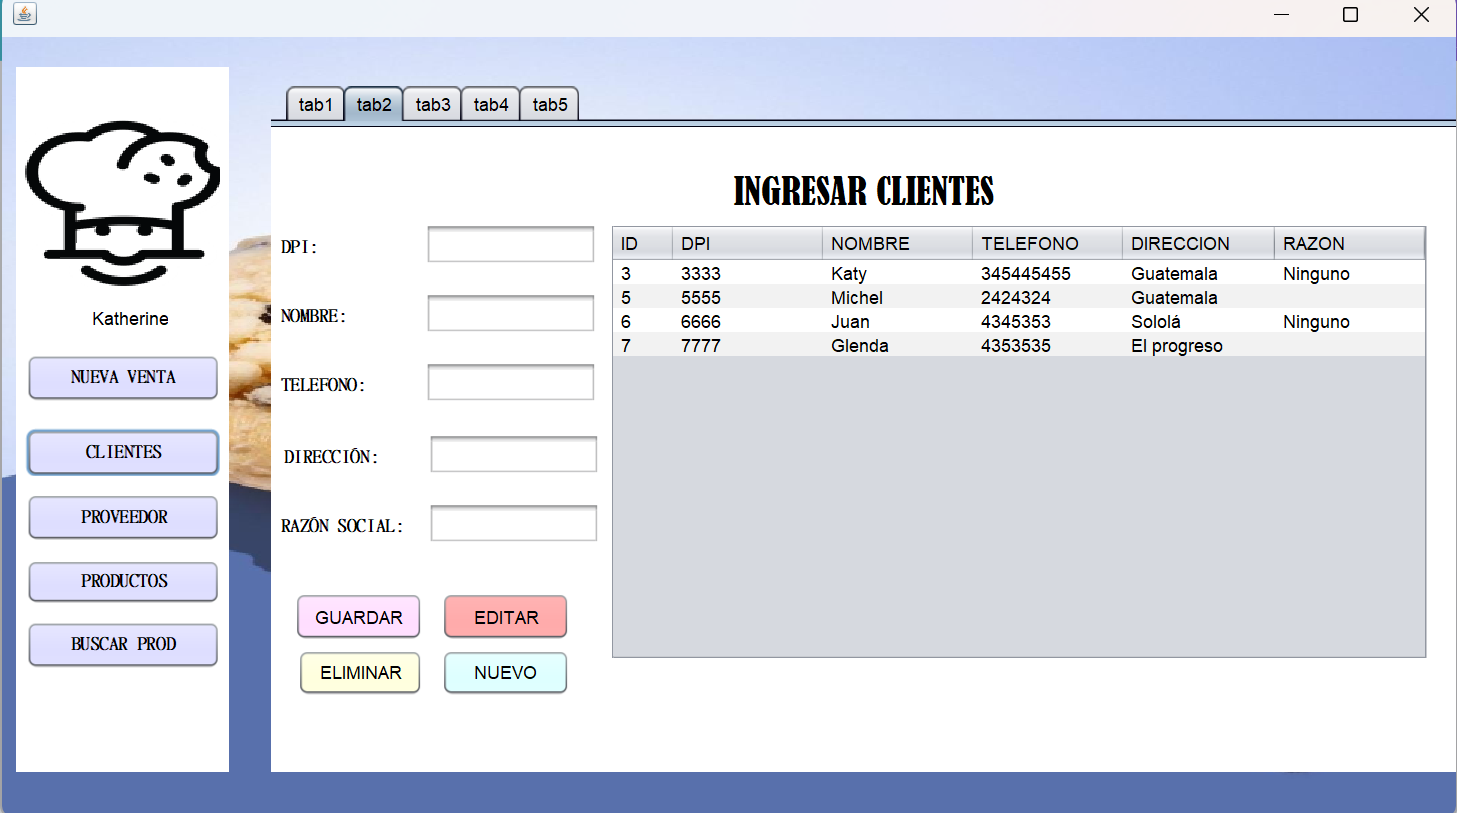 tab1 tab2 tab3 tab4 tab5
INGRESAR CLIENTES
Katherine
NUEVA VENTA
CLIENTES
PROVEEDOR
PRODUCTOS
BUSCAR PROD
DPI:
NOMBRE:
TELEFONO:
DIRECCIÓN:
RAZÓN SOCIAL:
GUARDAR EDITAR
ELIMINAR NUEVO
ID DPI NOMBRE TELEFONO DIRECCION RAZON
3 3333 Katy 345445455 Guatemala Ninguno
5 5555 Michel 2424324 Guatemala
6 6666 Juan 4345353 Sololá Ninguno
7 7777 Glenda 4353535 El progreso